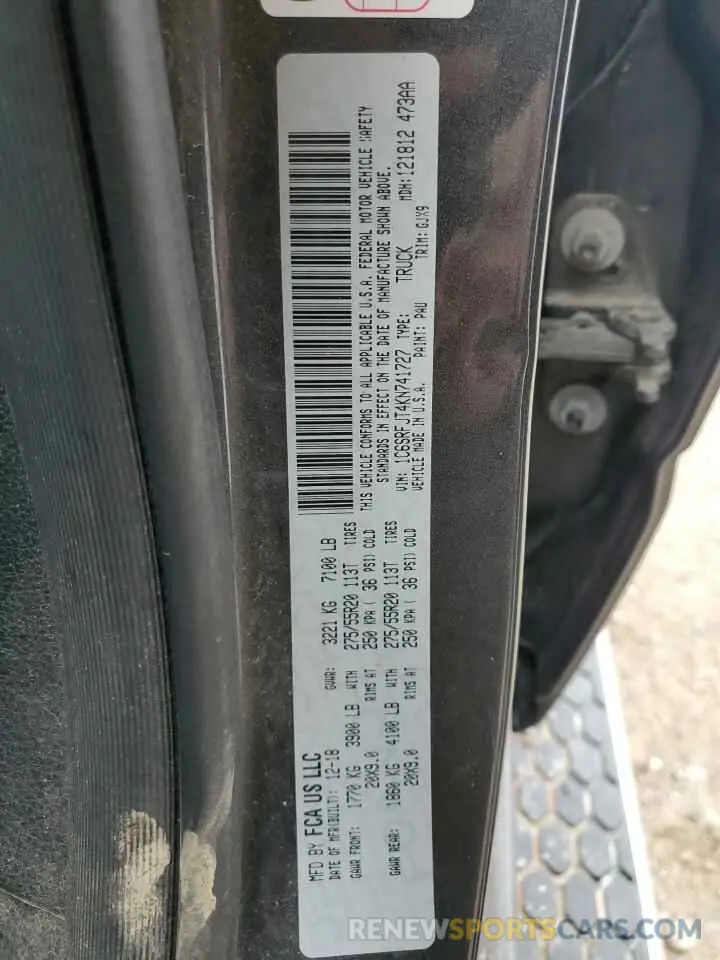 MFD BY FCA US LLC
DATE OF MFR(BUILT): 12-18 GVWR: 3221 KG 7100 LB
GAWR FRONT: 1770 KG 3900 LB WITH 275/55R20 113T TIRES
20X9.0 RIMS AT 250 KPA ( 36 PSI) COLD
GAWR REAR: 1860 KG 4100 LB WITH 275/55R20 113T TIRES
20X9.0 RIMS AT 250 KPA ( 36 PSI) COLD
THIS VEHICLE CONFORMS TO ALL APPLICABLE U.S.A. FEDERAL MOTOR VEHICLE SAFETY
STANDARDS IN EFFECT ON THE DATE OF MANUFACTURE SHOWN ABOVE.
VIN: 1C6SRFJT4KN741727 TYPE: TRUCK MDH:121812 473AA
VEHICLE MADE IN U.S.A. PAINT: PAU TRIM: GJX9
RENEWSPORTCARS.COM